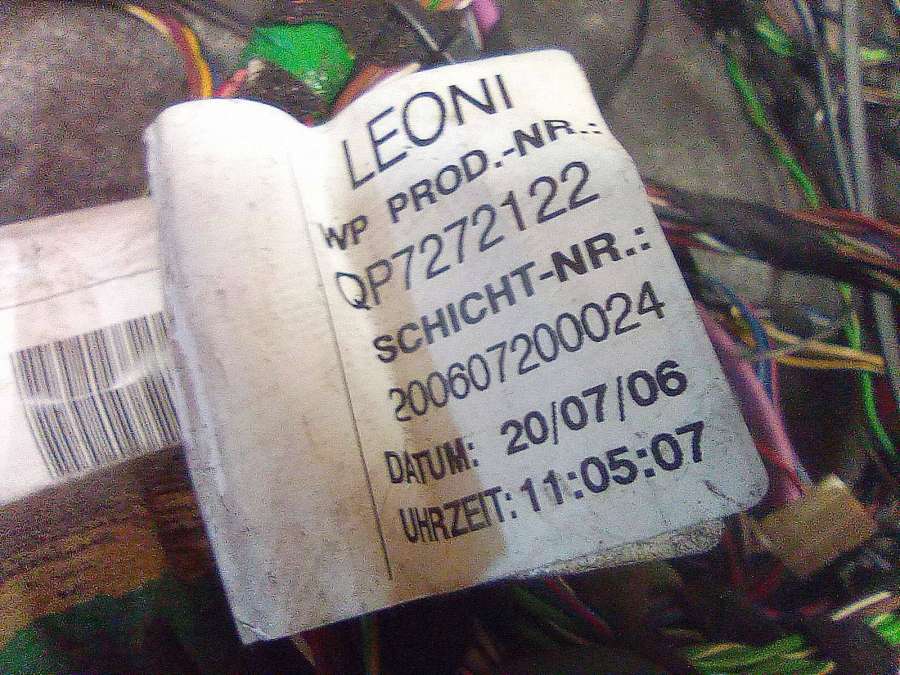 LEONI
WP PROD.-NR.:
QP7272122
SCHICHT-NR.:
200607200024
DATUM: 20/07/06
UHRZEIT: 11:05:07